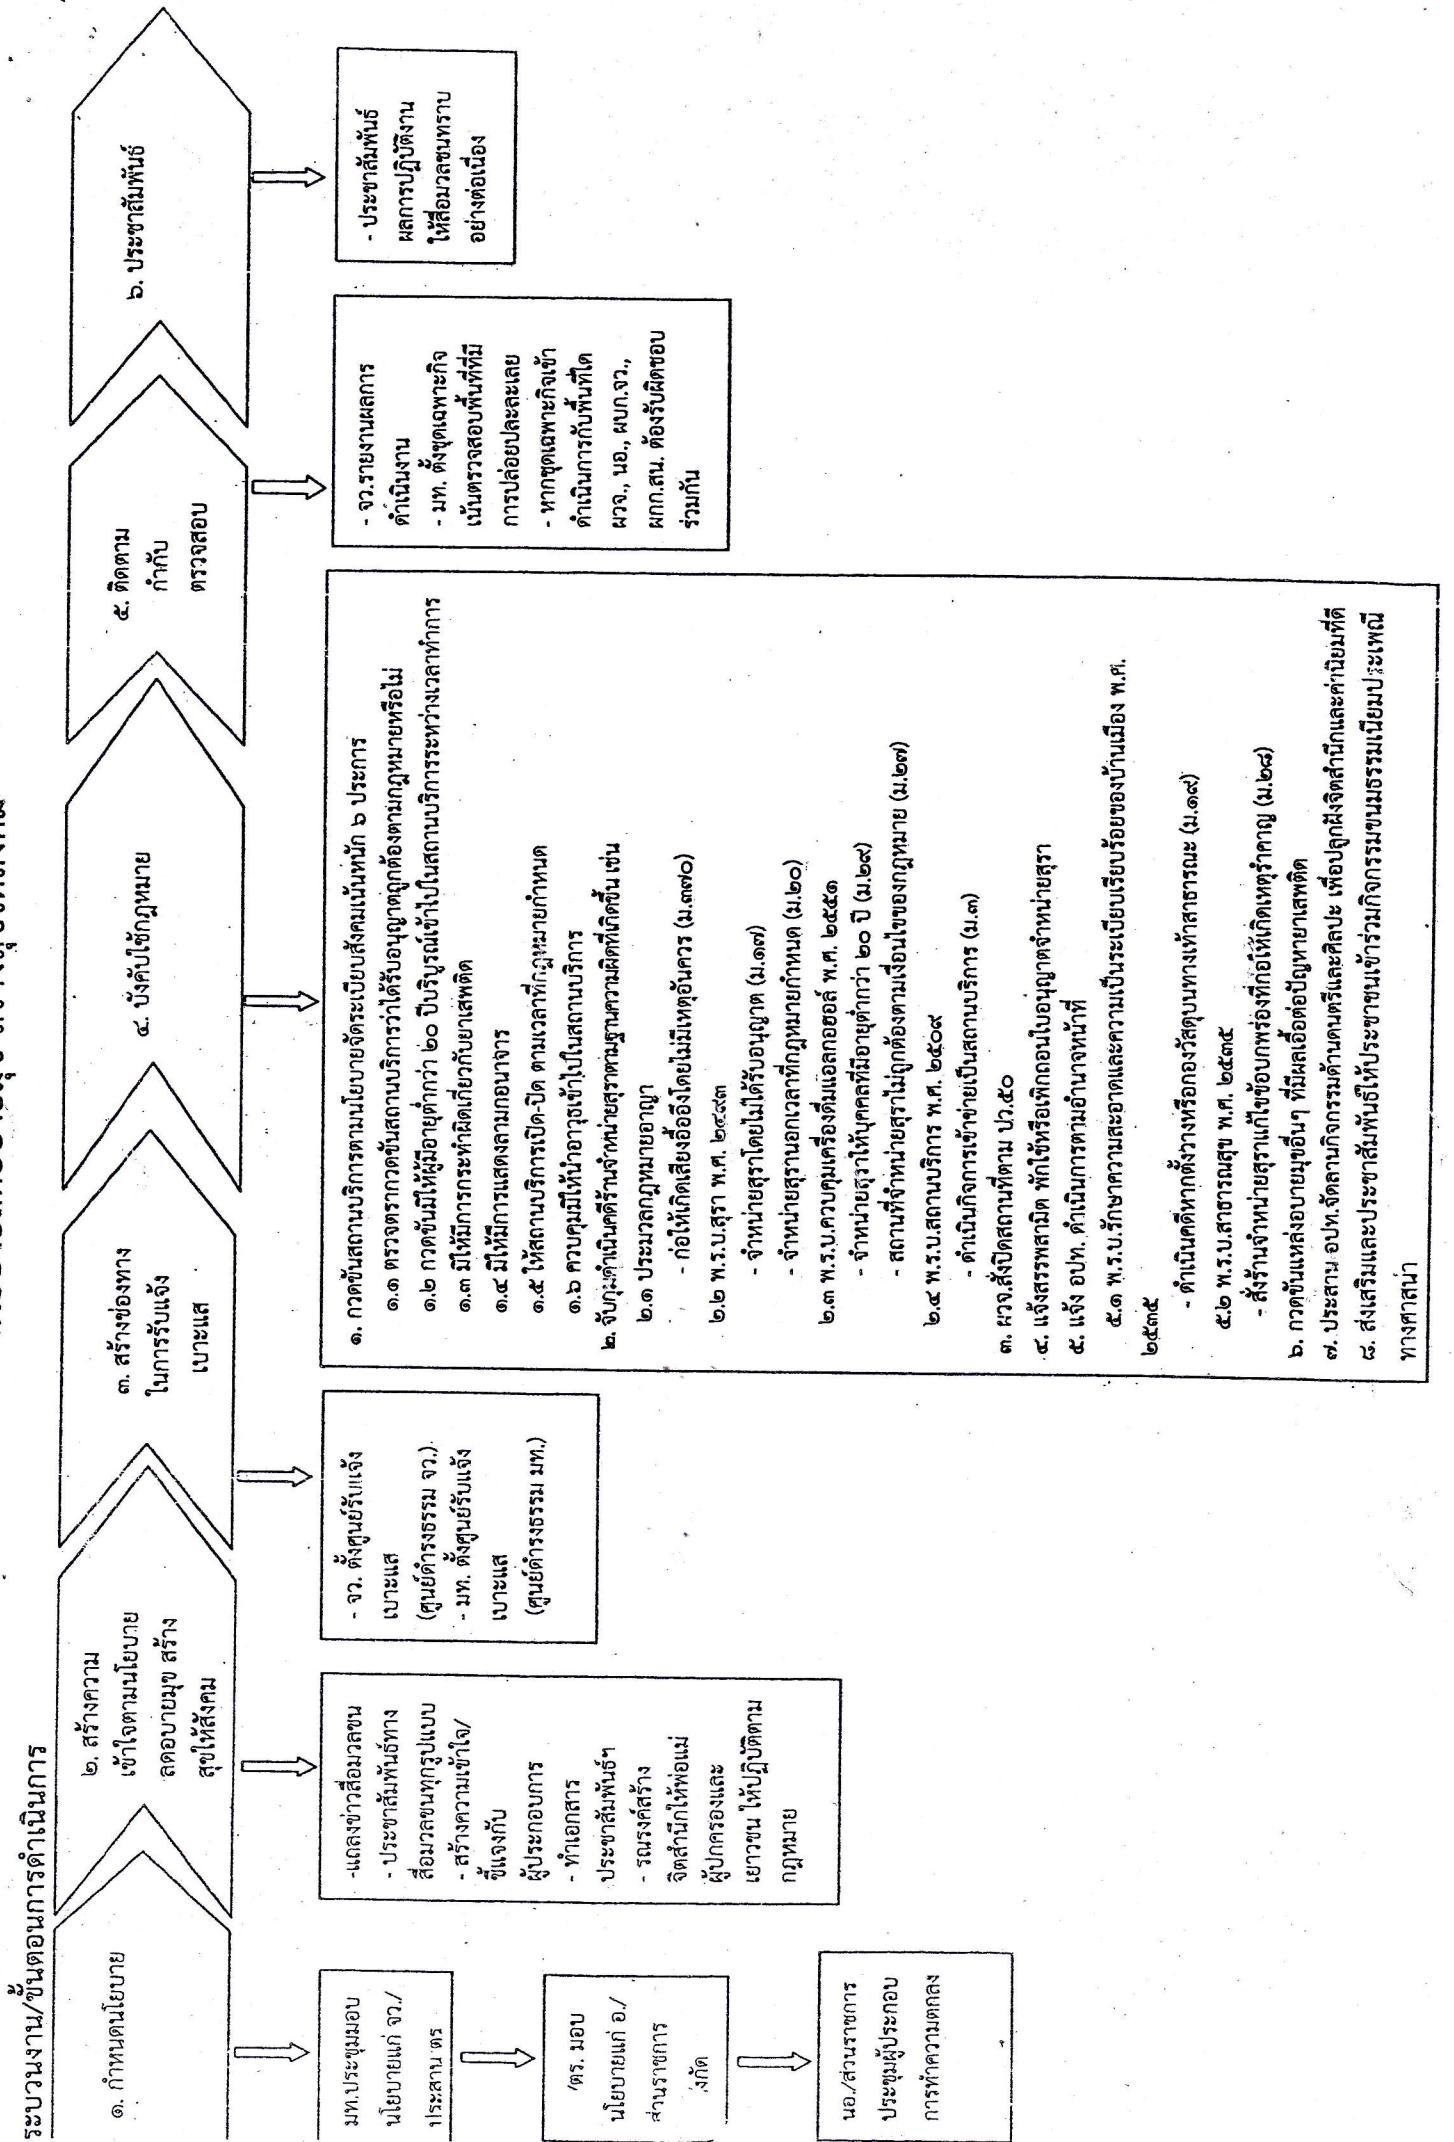 ระบวนงาน/ขั้นตอนการดำเนินการ
๑. กำหนดนโยบาย
มท.ประชุมมอบ
นโยบายแก่ จว./
ประสาน ตร
/ตร. มอบ
นโยบายแก่ อ./
ส่วนราชการ
ังกัด
นอ./ส่วนราชการ
ประชุมผู้ประกอบ
การทำความตกลง
๒. สร้างความ
เข้าใจตามนโยบาย
ลดอบายมุข สร้าง
สุขให้สังคม
-แถลงข่าวสื่อมวลชน
- ประชาสัมพันธ์ทาง
สื่อมวลชนทุกรูปแบบ
- สร้างความเข้าใจ/
ชี้แจงกับ
ผู้ประกอบการ
- ทำเอกสาร
ประชาสัมพันธ์ฯ
- รณรงค์สร้าง
จิตสำนึกให้พ่อแม่
ผู้ปกครองและ
เยาวชน ให้ปฏิบัติตาม
กฎหมาย
๓. สร้างช่องทาง
ในการรับแจ้ง
เบาะแส
- จว. ตั้งศูนย์รับแจ้ง
เบาะแส
(ศูนย์ดำรงธรรม จว.)
- มท. ตั้งศูนย์รับแจ้ง
เบาะแส
(ศูนย์ดำรงธรรม มท.)
๔. บังคับใช้กฎหมาย
๑. กวดขันสถานบริการตามนโยบายจัดระเบียบสังคมเน้นหนัก ๖ ประการ
๑.๑ ตรวจตรากวดขันสถานบริการว่าได้รับอนุญาตถูกต้องตามกฎหมายหรือไม่
๑.๒ กวดขันมิให้ผู้มีอายุต่ำกว่า ๒๐ ปีบริบูรณ์เข้าไปในสถานบริการระหว่างเวลาทำการ
๑.๓ มิให้มีการกระทำผิดเกี่ยวกับยาเสพติด
๑.๔ มิให้มีการแสดงลามกอนาจาร
๑.๕ ให้สถานบริการเปิด-ปิด ตามเวลาที่กฎหมายกำหนด
๑.๖ ควบคุมมิให้นำอาวุธเข้าไปในสถานบริการ
๒. จับกุมดำเนินคดีร้านจำหน่ายสุราตามฐานความผิดที่เกิดขึ้น เช่น
๒.๑ ประมวลกฎหมายอาญา
- ก่อให้เกิดเสียงอื้ออึงโดยไม่มีเหตุอันควร (ม.๓๗๐)
๒.๒ พ.ร.บ.สุรา พ.ศ. ๒๔๙๓
- จำหน่ายสุราโดยไม่ได้รับอนุญาต (ม.๑๗)
- จำหน่ายสุรานอกเวลาที่กฎหมายกำหนด (ม.๒๐)
๒.๓ พ.ร.บ.ควบคุมเครื่องดื่มแอลกอฮอล์ พ.ศ. ๒๕๕๑
- จำหน่ายสุราให้บุคคลที่มีอายุต่ำกว่า ๒๐ ปี (ม.๒๙)
- สถานที่จำหน่ายสุราไม่ถูกต้องตามเงื่อนไขของกฎหมาย (ม.๒๗)
๒.๔ พ.ร.บ.สถานบริการ พ.ศ. ๒๕๐๙
- ดำเนินกิจการเข้าข่ายเป็นสถานบริการ (ม.๓)
๓. ผวจ.สั่งปิดสถานที่ตาม ปว.๕๐
๔. แจ้งสรรพสามิต พักใช้หรือเพิกถอนใบอนุญาตจำหน่ายสุรา
๕. แจ้ง อปท. ดำเนินการตามอำนาจหน้าที่
๕.๑ พ.ร.บ.รักษาความสะอาดและความเป็นระเบียบเรียบร้อยของบ้านเมือง พ.ศ.
๒๕๓๕
- ดำเนินคดีหากตั้งวางหรือกองวัสดุบนทางเท้าสาธารณะ (ม.๑๙)
๕.๒ พ.ร.บ.สาธารณสุข พ.ศ. ๒๕๓๕
- สั่งร้านจำหน่ายสุราแก้ไขข้อบกพร่องที่ก่อให้เกิดเหตุรำคาญ (ม.๒๘)
๖. กวดขันแหล่งอบายมุขอื่นๆ ที่มีผลเอื้อต่อปัญหายาเสพติด
๗. ประสาน อปท.จัดลานกิจกรรมด้านดนตรีและศิลปะ เพื่อปลูกฝังจิตสำนึกและค่านิยมที่ดี
๘. ส่งเสริมและประชาสัมพันธ์ให้ประชาชนเข้าร่วมกิจกรรมขนมธรรมเนียมประเพณี
ทางศาสนา
๕. ติดตาม
กำกับ
ตรวจสอบ
- จว.รายงานผลการ
ดำเนินงาน
- มท. ตั้งชุดเฉพาะกิจ
เน้นตรวจสอบพื้นที่ที่มี
การปล่อยปละละเลย
- หากชุดเฉพาะกิจเข้า
ดำเนินการกับพื้นที่ใด
ผวจ., นอ., ผบก.จว.,
ผกก.สน. ต้องรับผิดชอบ
ร่วมกัน
๖. ประชาสัมพันธ์
- ประชาสัมพันธ์
ผลการปฏิบัติงาน
ให้สื่อมวลชนทราบ
อย่างต่อเนื่อง